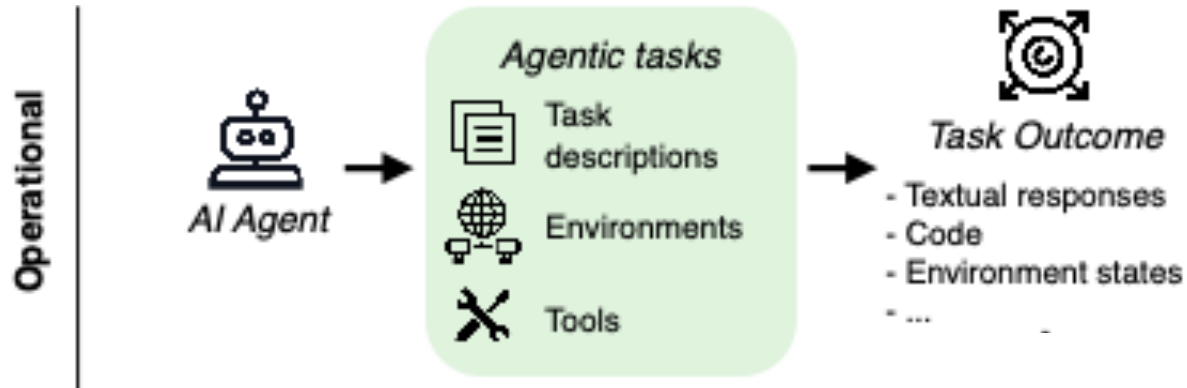 Operational
AI Agent
Agentic tasks
Task
descriptions
Environments
Tools
Task Outcome
- Textual responses
- Code
- Environment states
- ...